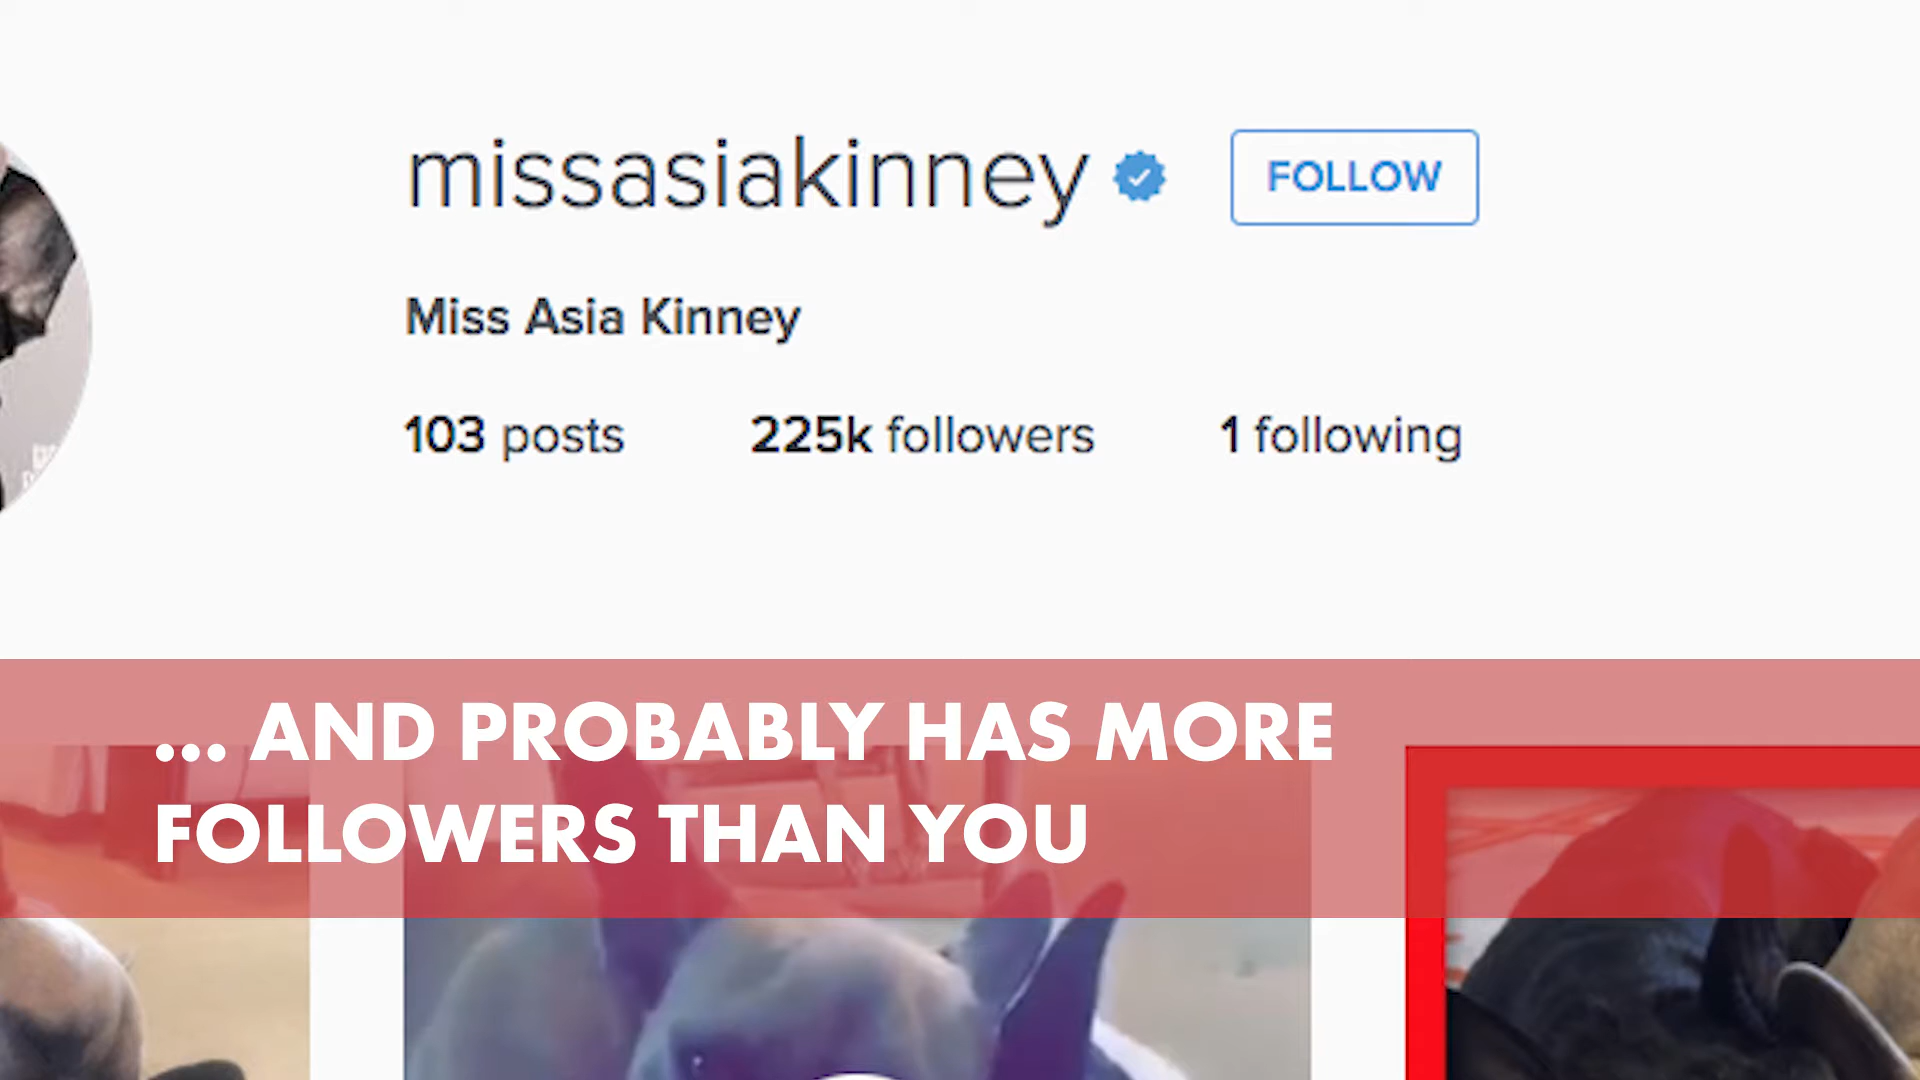 missasiakinney FOLLOW
Miss Asia Kinney
103 posts 225k followers 1 following
... AND PROBABLY HAS MORE
FOLLOWERS THAN YOU